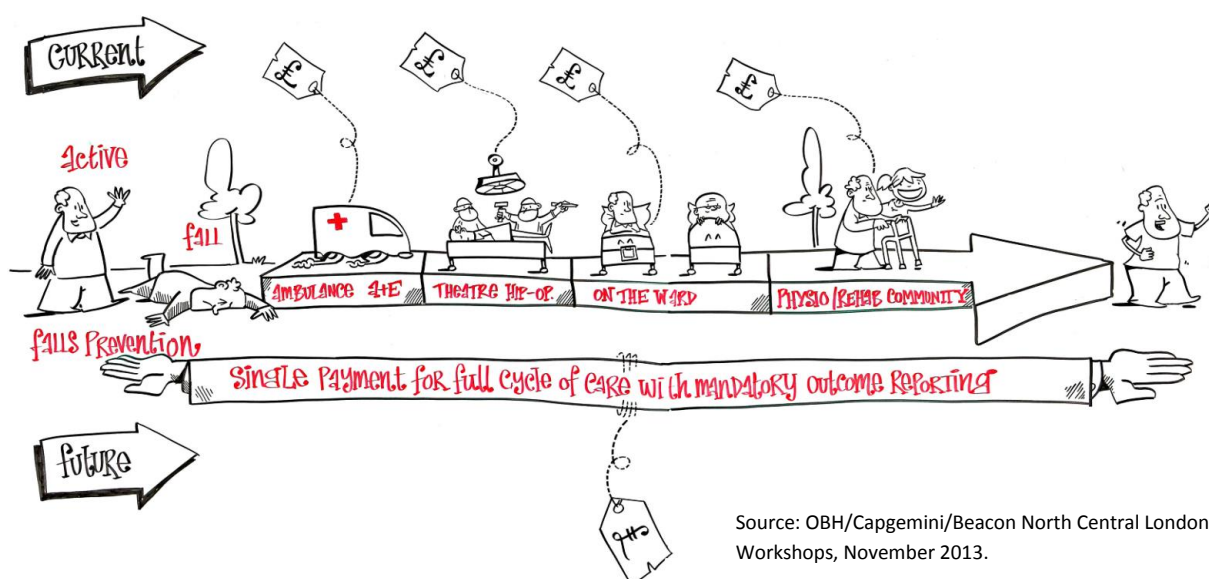 CURRENT
£
£
£
£
Active
fall
AMBULANCE A+E
THEATRE HIP-OP.
ON THE WARD
PHYSIO/REHAB COMMUNITY
falls Prevention
Single Payment for full cycle of care with mandatory outcome reporting
future
£
Source: OBH/Capgemini/Beacon North Central London
Workshops, November 2013.